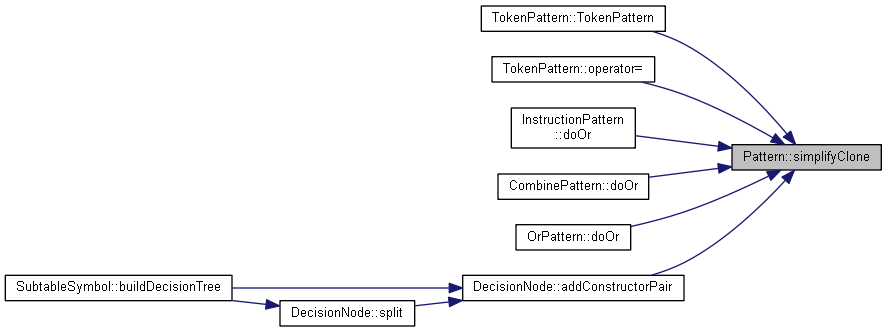 TokenPattern::TokenPattern
TokenPattern::operator=
InstructionPattern
::doOr
Pattern::simplifyClone
CombinePattern::doOr
OrPattern::doOr
SubtableSymbol::buildDecisionTree
DecisionNode::addConstructorPair
DecisionNode::split